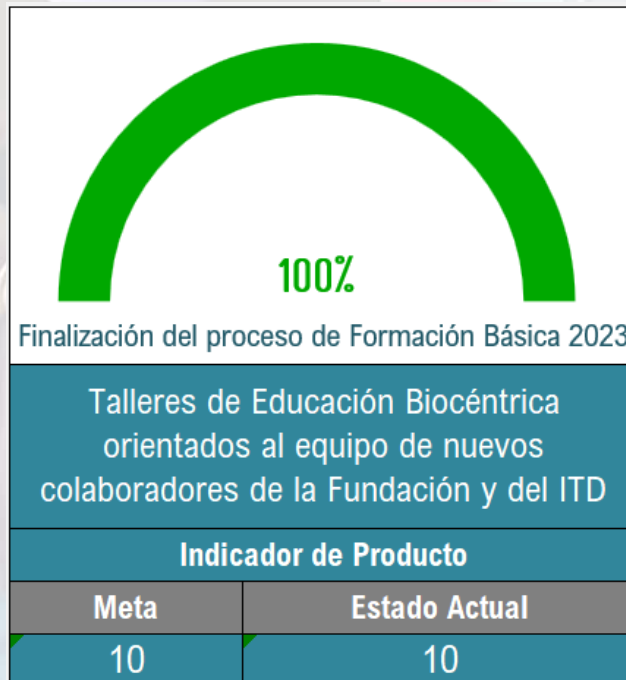 100%
Finalización del proceso de Formación Básica 2023
Talleres de Educación Biocéntrica
orientados al equipo de nuevos
colaboradores de la Fundación y del ITD
Indicador de Producto
Meta Estado Actual
10 10